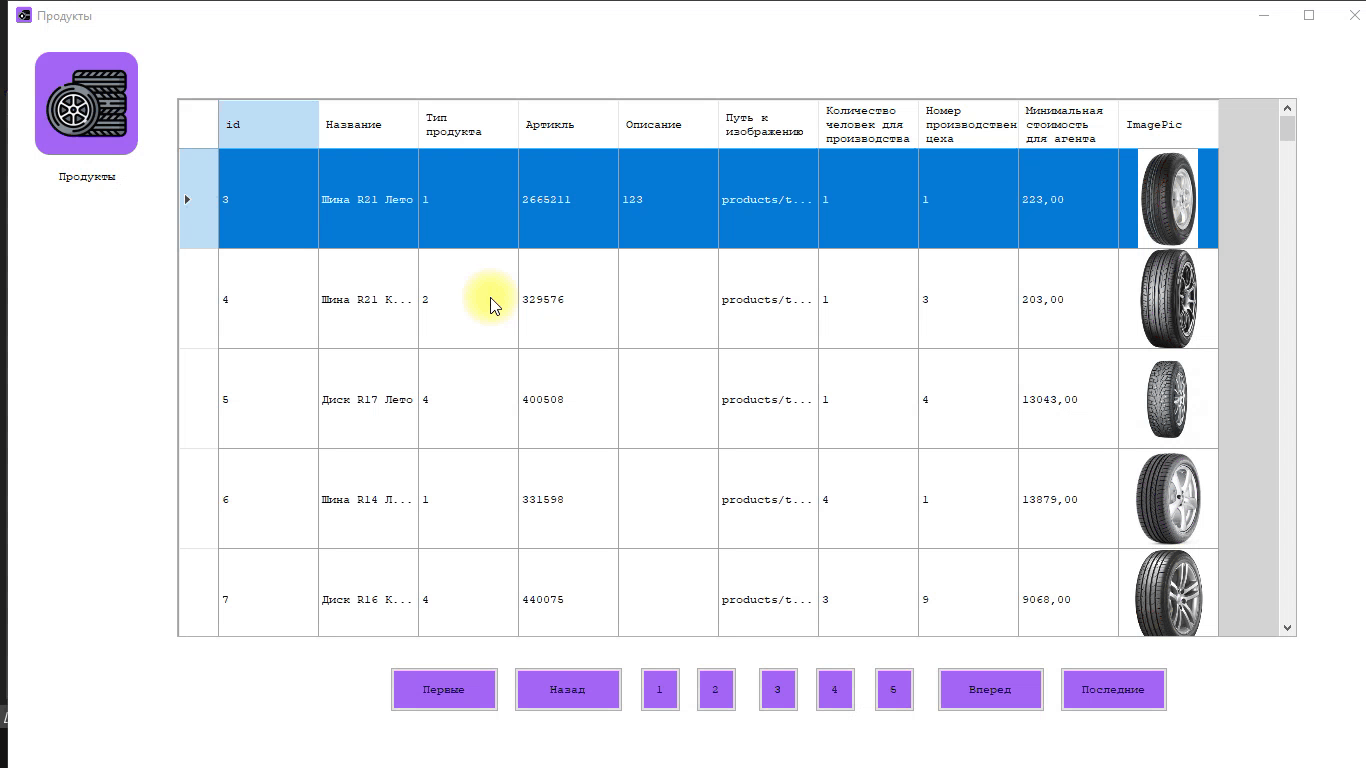 Продукты
Продукты
id
Название
Тип
продукта
Артикль
Описание
Путь к
изображению
Количество
человек для
производства
Номер
производствен
цеха
Минимальная
стоимость
для агента
ImagePic
3 Шина R21 Лето 1 2665211 123 products/t... 1 1 223,00
4 Шина R21 К... 2 329576 products/t... 1 3 203,00
5 Диск R17 Лето 4 400508 products/t... 1 4 13043,00
6 Шина R14 Л... 1 331598 products/t... 4 1 13879,00
7 Диск R16 К... 4 440075 products/t... 3 9 9068,00
Первые Назад 1 2 3 4 5 Вперед Последние